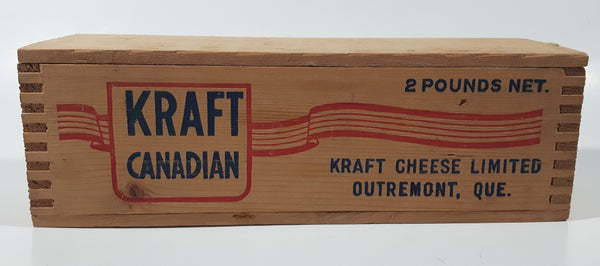 KRAFT
CANADIAN
2 POUNDS NET.
KRAFT CHEESE LIMITED
OUTREMONT, QUE.